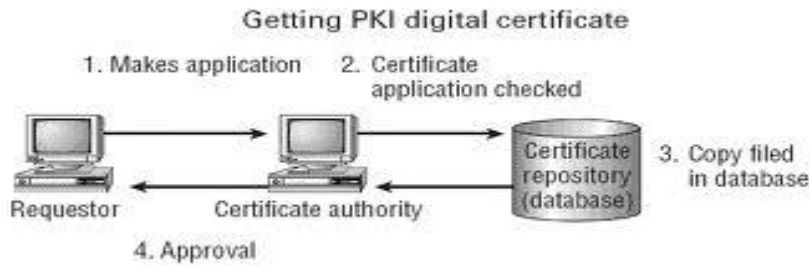 Getting PKI digital certificate
1. Makes application
2. Certificate
application checked
Certificate
repository
(database)
3. Copy filed
in database
Requestor
Certificate authority
4. Approval